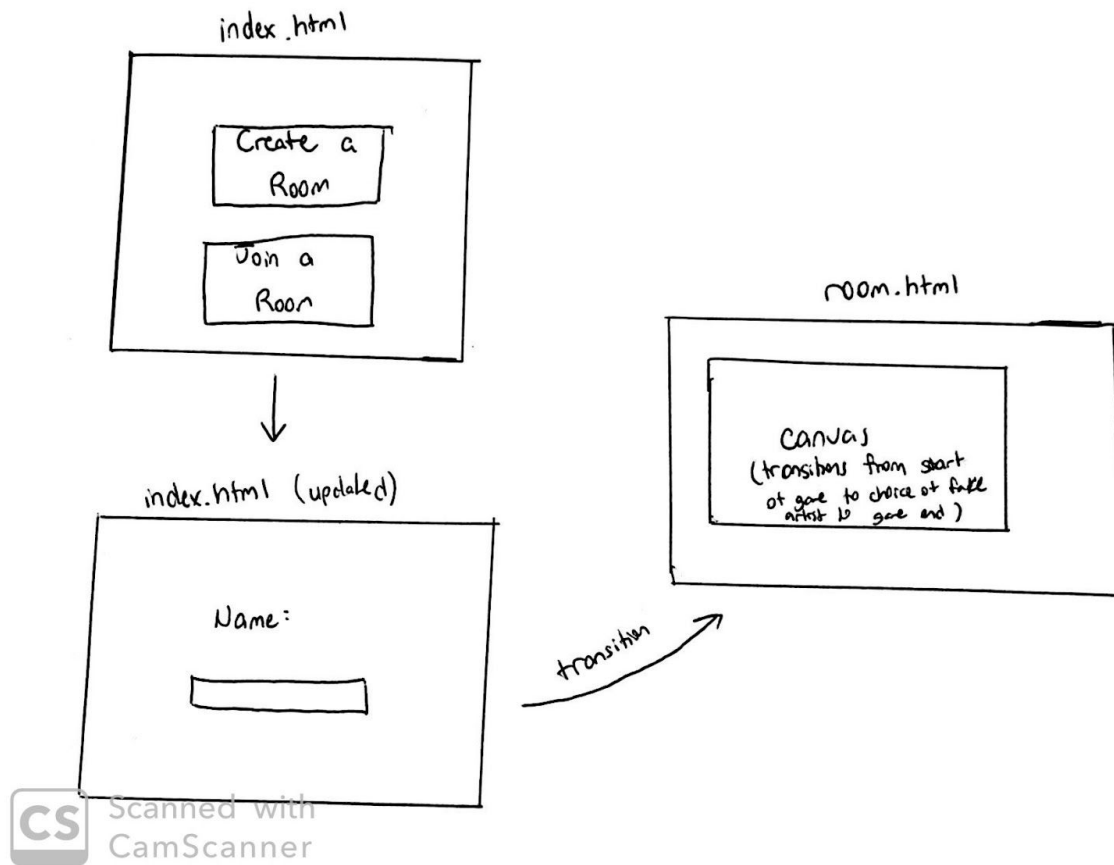 index.html
Create a
Room
Join a
Room
index.html (updated)
Name:
transition
room.html
canvas
(transitions from start
of game to choice of fake
artist to game end)
CS
Scanned with
CamScanner